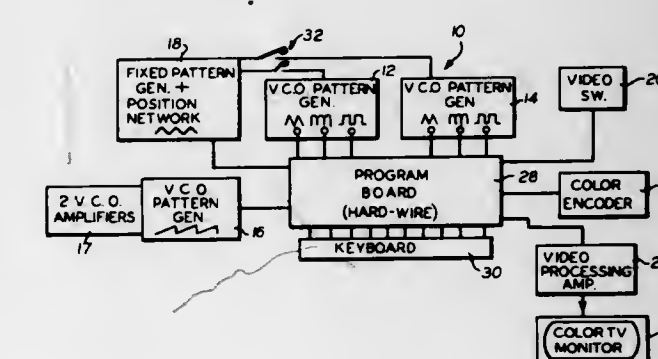 18
32
10
FIXED PATTERN
GEN. +
POSITION
NETWORK
12
V.C.O. PATTERN
GEN.
V.C.O. PATTERN
GEN
14
VIDEO
SW.
PROGRAM
BOARD
(HARD-WIRE)
28
COLOR
ENCODER
2 V.C.O.
AMPLIFIERS
17
V.C.O
PATTERN
GEN.
16
KEYBOARD
30
VIDEO
PROCESSING
AMP.
COLOR TV
MONITOR